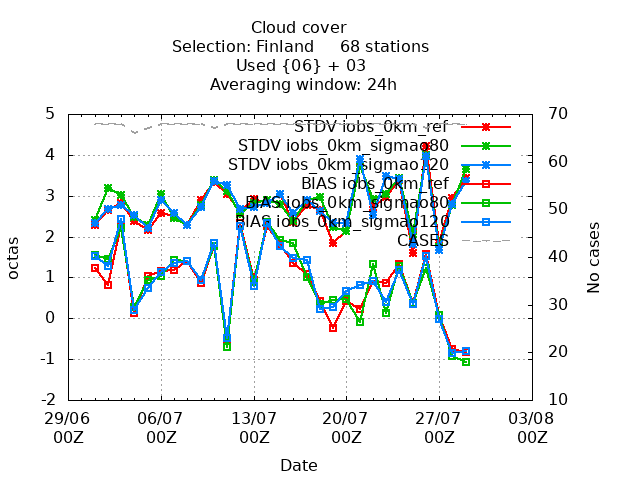 Cloud cover
Selection: Finland 68 stations
Used {06} + 03
Averaging window: 24h
5 70
STDV iobs_0km_ref
STDV iobs_0km_sigmao80
4 60
STDV iobs_0km_sigmao120
BIAS iobs_0km_ref
3 50
BIAS iobs_0km_sigmao80
BIAS iobs_0km_sigmao120
CASES
2 40
1 30
0
-1 20
-2 10
octas
No cases
29/06 06/07 13/07 20/07 27/07 03/08
00Z 00Z 00Z 00Z 00Z 00Z
Date